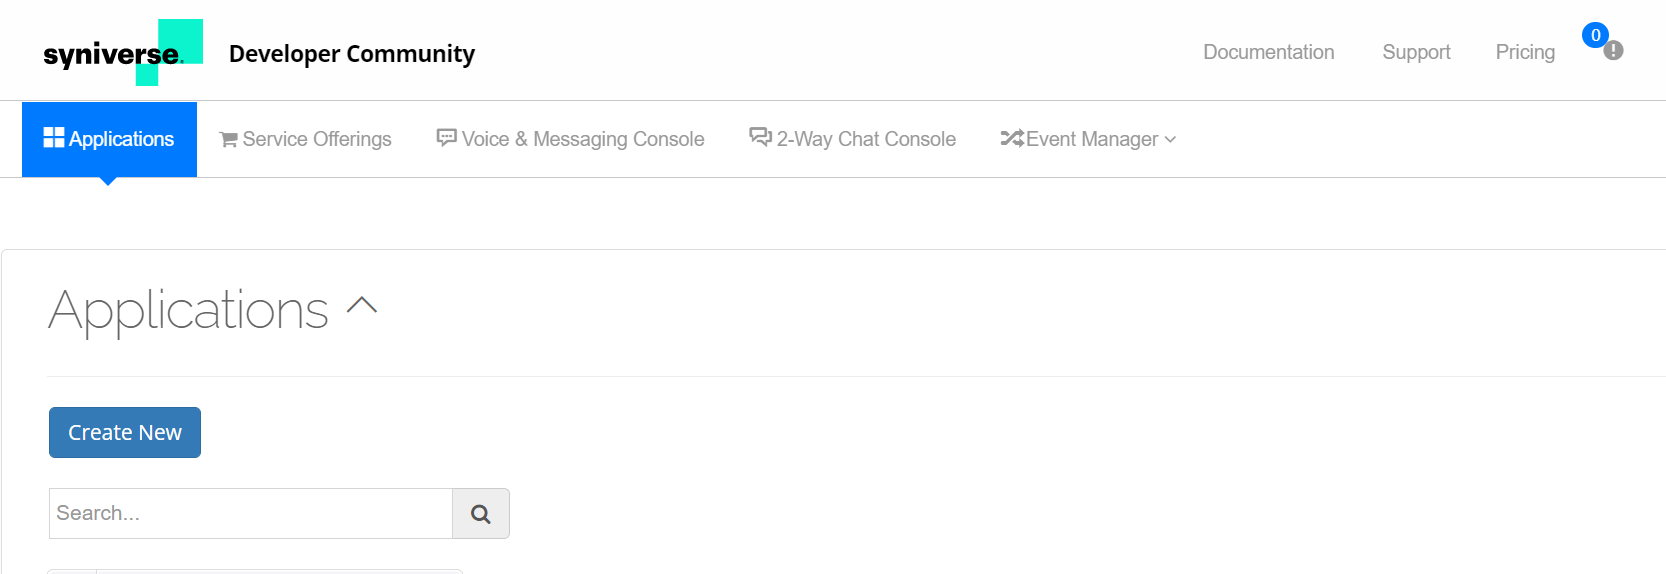 syniverse. Developer Community Documentation Support Pricing 0
Applications Service Offerings Voice & Messaging Console 2-Way Chat Console Event Manager
Applications
Create New
Search...